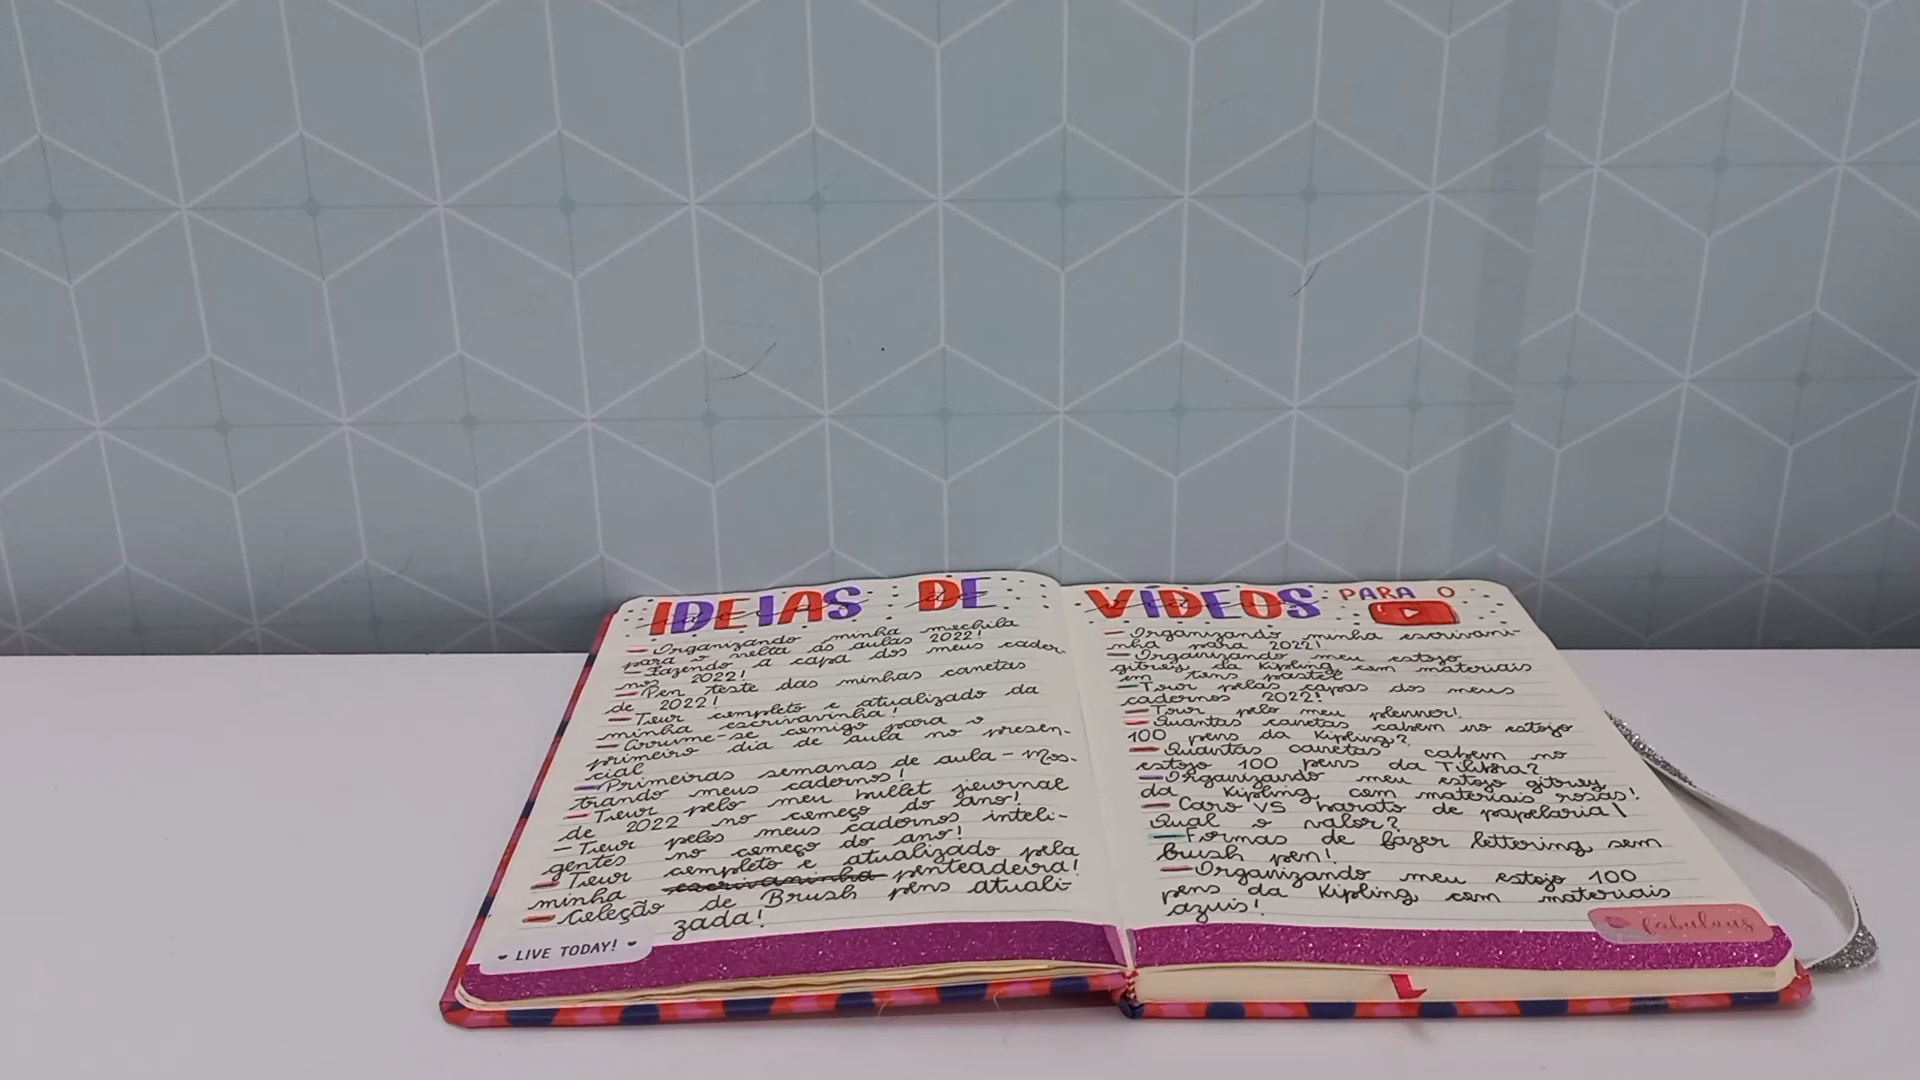 IDEIAS DE
- Organizando minha mochila
para o volta ás aulas 2022!
- Fazendo a capa dos meus cader-
nos 2022!
- Pen teste das minhas canetas
de 2022!
- Tour completo e atualizado da
minha escrivavinha!
- Arrume-se comigo para o
primeiro dia de aula no presen-
cial
- Primeiras semanas de aula - Mos-
trando meus cadernos!
- Tour pelo meu bullet journal
de 2022 no começo do ano!
- Tour pelos meus cadernos inteli-
gentes no começo do ano!
- Tour completo e atualizado pela
minha escrivaninha penteadeira!
- Coleção de Brush pens atuali-
zada!
LIVE TODAY!
VÍDEOS PARA O
- Organizando minha escrivani-
nha para 2022!
- Organizando meu estojo
gitroy da Kipling com materiais
em tons pastel
- Tour pelas capas dos meus
cadernos 2022!
- Tour pelo meu plenner!
- Quantas canetas cabem no estojo
100 pens da Kipling?
- Quantas canetas cabem no
estojo 100 pens da Tilibra?
- Organizando meu estojo gitroy
da Kipling com materiais rosas!
- Caro VS barato de papelaria \
Qual o valor?
- Formas de fazer lettering sem
brush pen!
- Organizando meu estojo 100
pens da Kipling com materiais
azuis!
fabulous